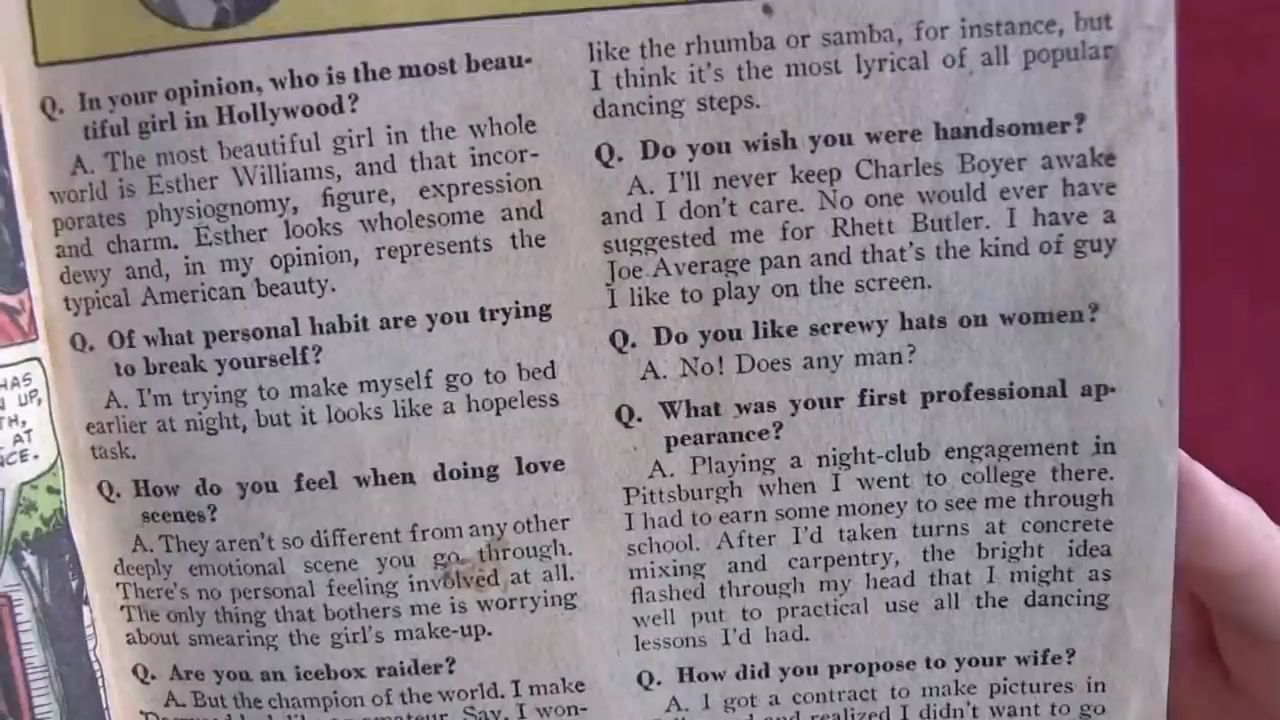 Q. In your opinion, who is the most beau-
tiful girl in Hollywood?
A. The most beautiful girl in the whole
world is Esther Williams, and that incor-
porates physiognomy, figure, expression
and charm. Esther looks wholesome and
dewy and, in my opinion, represents the
typical American beauty.
Q. Of what personal habit are you trying
to break yourself?
A. I'm trying to make myself go to bed
earlier at night, but it looks like a hopeless
task.
Q. How do you feel when doing love
scenes?
A. They aren't so different from any other
deeply emotional scene you go through.
There's no personal feeling involved at all.
The only thing that bothers me is worrying
about smearing the girl's make-up.
Q. Are you an icebox raider?
A. But the champion of the world. I make
Say, I won-
like the rhumba or samba, for instance, but
I think it's the most lyrical of all popular
dancing steps.
Q. Do you wish you were handsomer?
A. I'll never keep Charles Boyer awake
and I don't care. No one would ever have
suggested me for Rhett Butler. I have a
Joe Average pan and that's the kind of guy
I like to play on the screen.
Q. Do you like screwy hats on women?
A. No! Does any man?
Q. What was your first professional ap-
pearance?
A. Playing a night-club engagement in
Pittsburgh when I went to college there.
I had to earn some money to see me through
school. After I'd taken turns at concrete
mixing and carpentry, the bright idea
flashed through my head that I might as
well put to practical use all the dancing
lessons I'd had.
Q. How did you propose to your wife?
A. I got a contract to make pictures in
and realized I didn't want to go
HAS
UP,
TH,
AT
NCE.